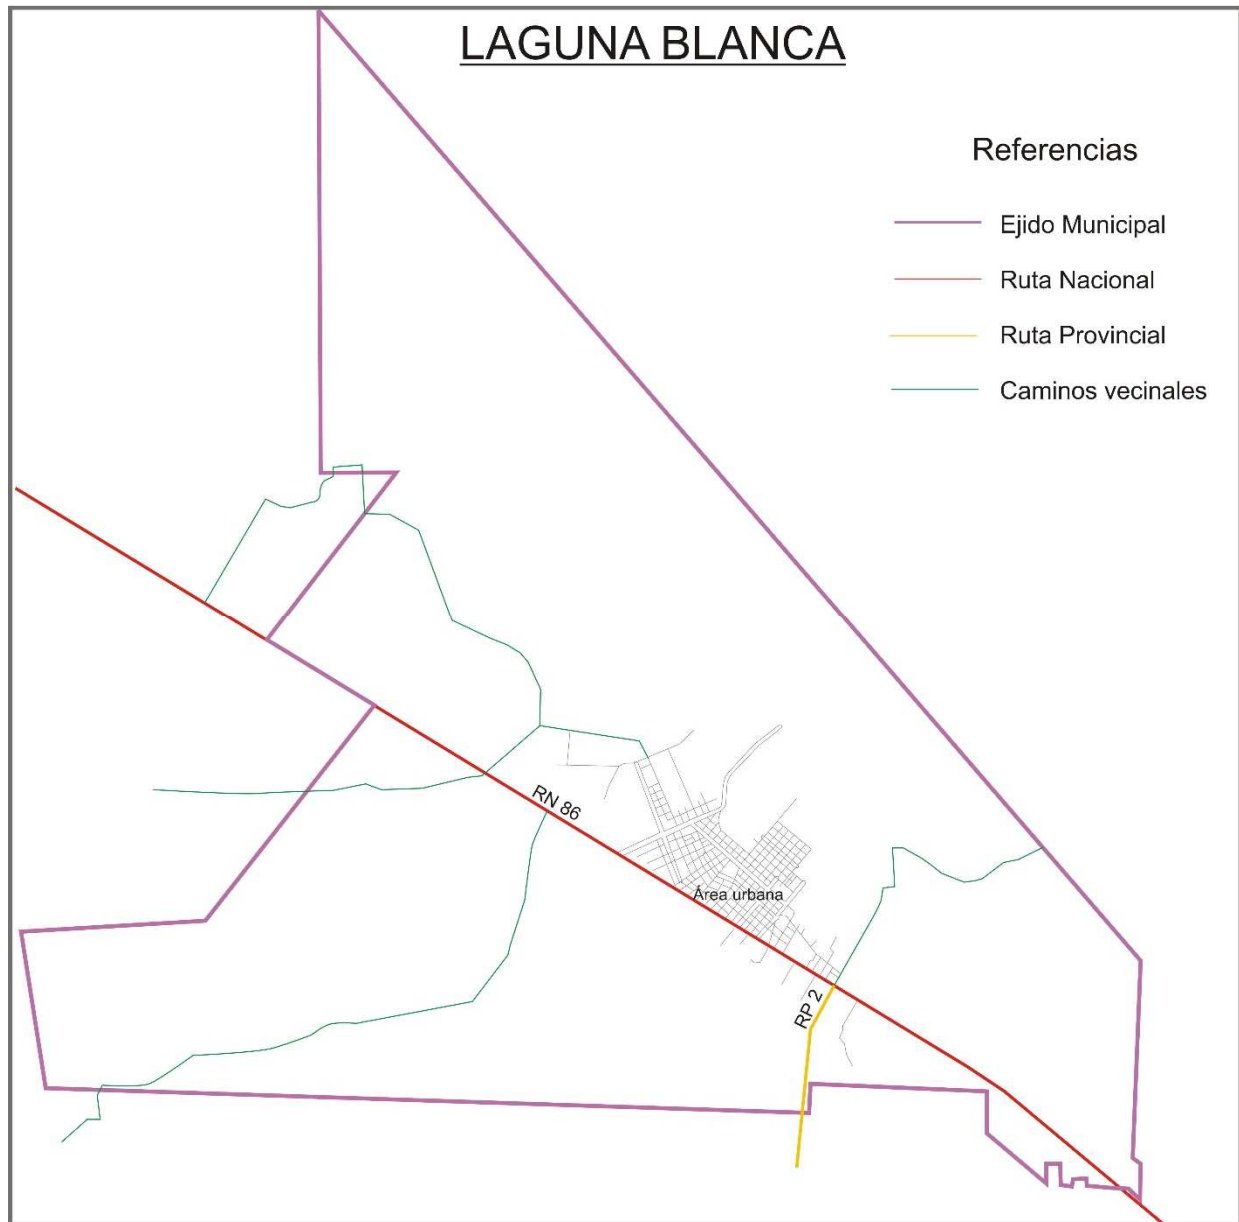 LAGUNA BLANCA
Referencias
Ejido Municipal
Ruta Nacional
Ruta Provincial
Caminos vecinales
RN 86
Área urbana
RP 2